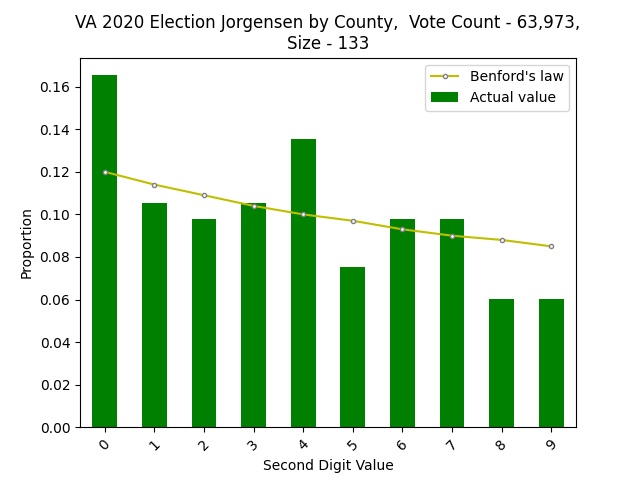 VA 2020 Election Jorgensen by County,  Vote Count - 63,973,
Size - 133
Benford's law
Actual value
0.16
0.14
0.12
0.10
0.08
0.06
0.04
0.02
0.00
Proportion
0 1 2 3 4 5 6 7 8 9
Second Digit Value